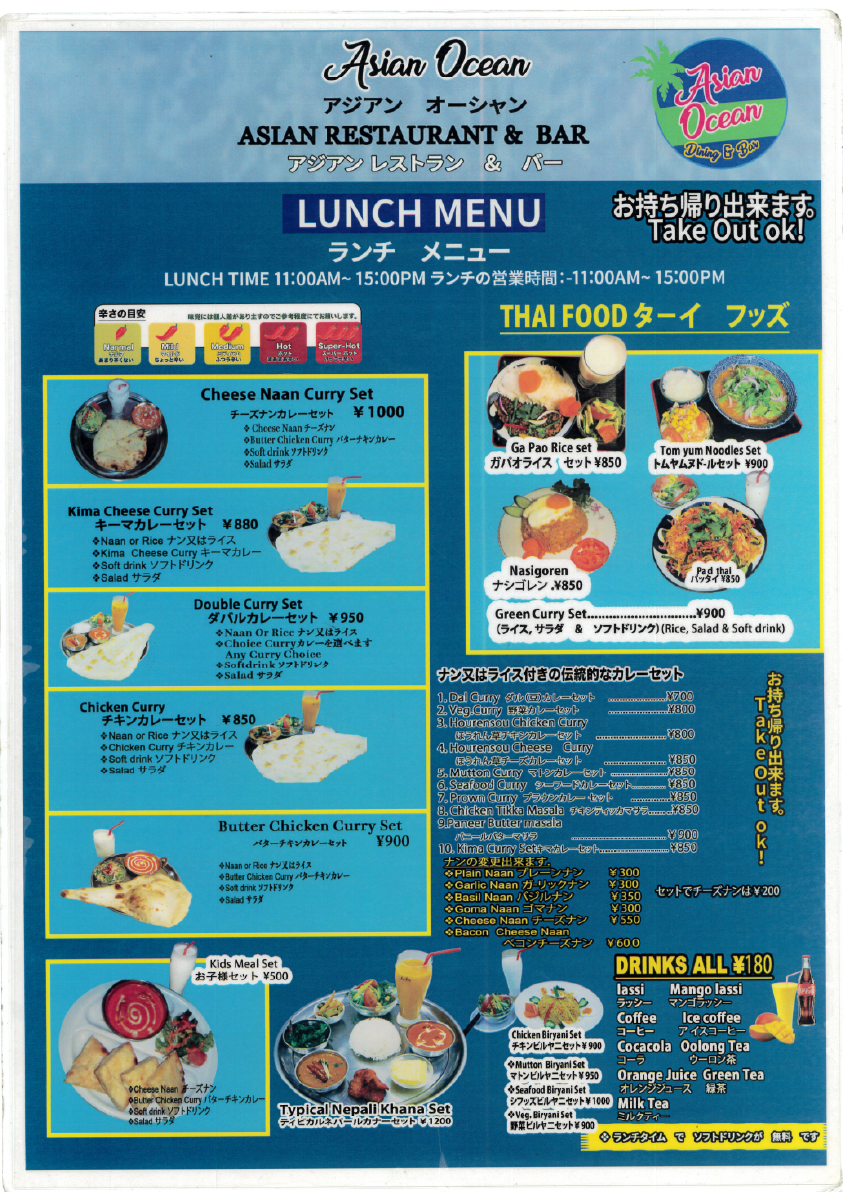 Asian Ocean
アジアン オーシャン
ASIAN RESTAURANT & BAR
アジアン レストラン & バー
Asian
Ocean
Dining & Bar
LUNCH MENU
ランチ メニュー
お持ち帰り出来ます。
Take Out ok!
LUNCH TIME 11:00AM~ 15:00PM ランチの営業時間:-11:00AM~ 15:00PM
辛さの目安
味覚には個人差がありますのでご参考程度にてお願いします。
Normal
あまり辛くない
Mild
マイルド
ちょっと辛い
Medium
ふつう辛い
Hot
ホット
Super-Hot
スーパー ホット
Cheese Naan Curry Set
チーズナンカレーセット ¥1000
❖Cheese Naan チーズナン
❖Butter Chicken Curry バターチキンカレー
❖Soft drink ソフトドリンク
❖Salad サラダ
Kima Cheese Curry Set
キーマカレーセット ¥880
❖Naan or Rice ナン又はライス
❖Kima Cheese Curry キーマカレー
❖Soft drink ソフトドリンク
❖Salad サラダ
Double Curry Set
ダバルカレーセット ¥950
❖Naan Or Rice ナン又はライス
❖Choice Curryカレーを選べます
Any Curry Choice
❖Softdrink ソフトドリンク
❖Salad サラダ
Chicken Curry
チキンカレーセット ¥850
❖Naan or Rice ナン又はライス
❖Chicken Curry チキンカレー
❖Soft drink ソフトドリンク
❖Salad サラダ
Butter Chicken Curry Set
バターチキンカレーセット ¥900
❖Naan or Rice ナン又はライス
❖Butter Chicken Curry バターチキンカレー
❖Soft drink ソフトドリンク
❖Salad サラダ
THAI FOOD ターイ フッズ
Ga Pao Rice set
ガパオライス セット ¥850
Tom yum Noodles Set
トムヤムヌドールセット ¥900
Nasigoren
ナシゴレン .¥850
Pad thai
パッタイ ¥850
Green Curry Set..............................¥900
(ライス, サラダ & ソフトドリンク) (Rice, Salad & Soft drink)
ナン又はライス付きの伝統的なカレーセット
1. Dal Curry ダル(豆)カレーセット ......................¥700
2. Veg.Curry 野菜カレーセット ......................¥800
3. Hourensou Chicken Curry
ほうれん草チキンカレーセット ......................¥800
4. Hourensou Cheese Curry
ほうれん草チーズカレーセット ......................¥850
5. Mutton Curry マトンカレーセット ......................¥850
6. Seafood Curry シーフードカレーセット............¥850
7. Prown Curry プラウンカレー セット ............¥850
8. Chicken Tikka Masala チキンティッカマサラ.......¥850
9.Paneer Butter masala
パニールバターマサラ ......................¥900
10. Kima Curry Setキマカレーセット......................¥850
ナンの変更出来ます。
❖Plain Naan プレーンナン ¥300
❖Garlic Naan ガーリックナン ¥300
❖Basil Naan バジルナン ¥350
❖Goma Naan ゴマナン ¥300
❖Cheese Naan チーズナン ¥550
❖Bacon Cheese Naan
ベコンチーズナン ¥600
セットでチーズナンは¥200
お持ち帰り出来ます。
Take Out ok!
Kids Meal Set
お子様セット ¥500
❖Cheese Naan チーズナン
❖Butter Chicken Curry バターチキンカレー
❖Soft drink ソフトドリンク
❖Salad サラダ
Typical Nepali Khana Set
ティピカルネパールカナーセット ¥1200
Chicken Biryani Set
チキンビルヤニセット¥900
❖Mutton Biryani Set
マトンビルヤニセット¥950
❖Seafood Biryani Set
シフッズビルヤニセット¥1000
❖Veg. Biryani Set
野菜ビルヤニセット¥900
DRINKS ALL ¥180
lassi Mango lassi
ラッシー マンゴラッシー
Coffee Ice coffee
コーヒー アイスコーヒー
Cocacola Oolong Tea
コーラ ウーロン茶
Orange Juice Green Tea
オレンジジュース 緑茶
Milk Tea
ミルクティー
❖ ランチタイム で ソフトドリンクが 無料 です